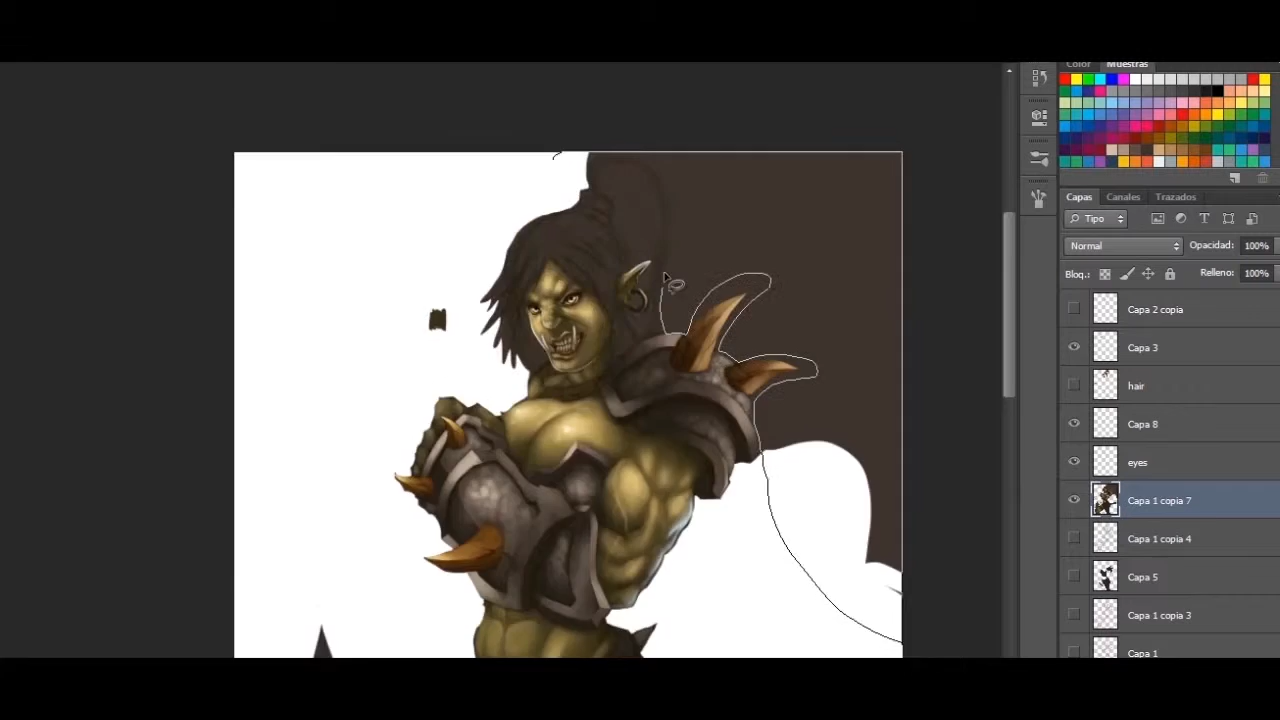 Color Muestras
Capas Canales Trazados
Tipo
Normal Opacidad: 100%
Bloq.: Relleno: 100%
Capa 2 copia
Capa 3
hair
Capa 8
eyes
Capa 1 copia 7
Capa 1 copia 4
Capa 5
Capa 1 copia 3
Capa 1